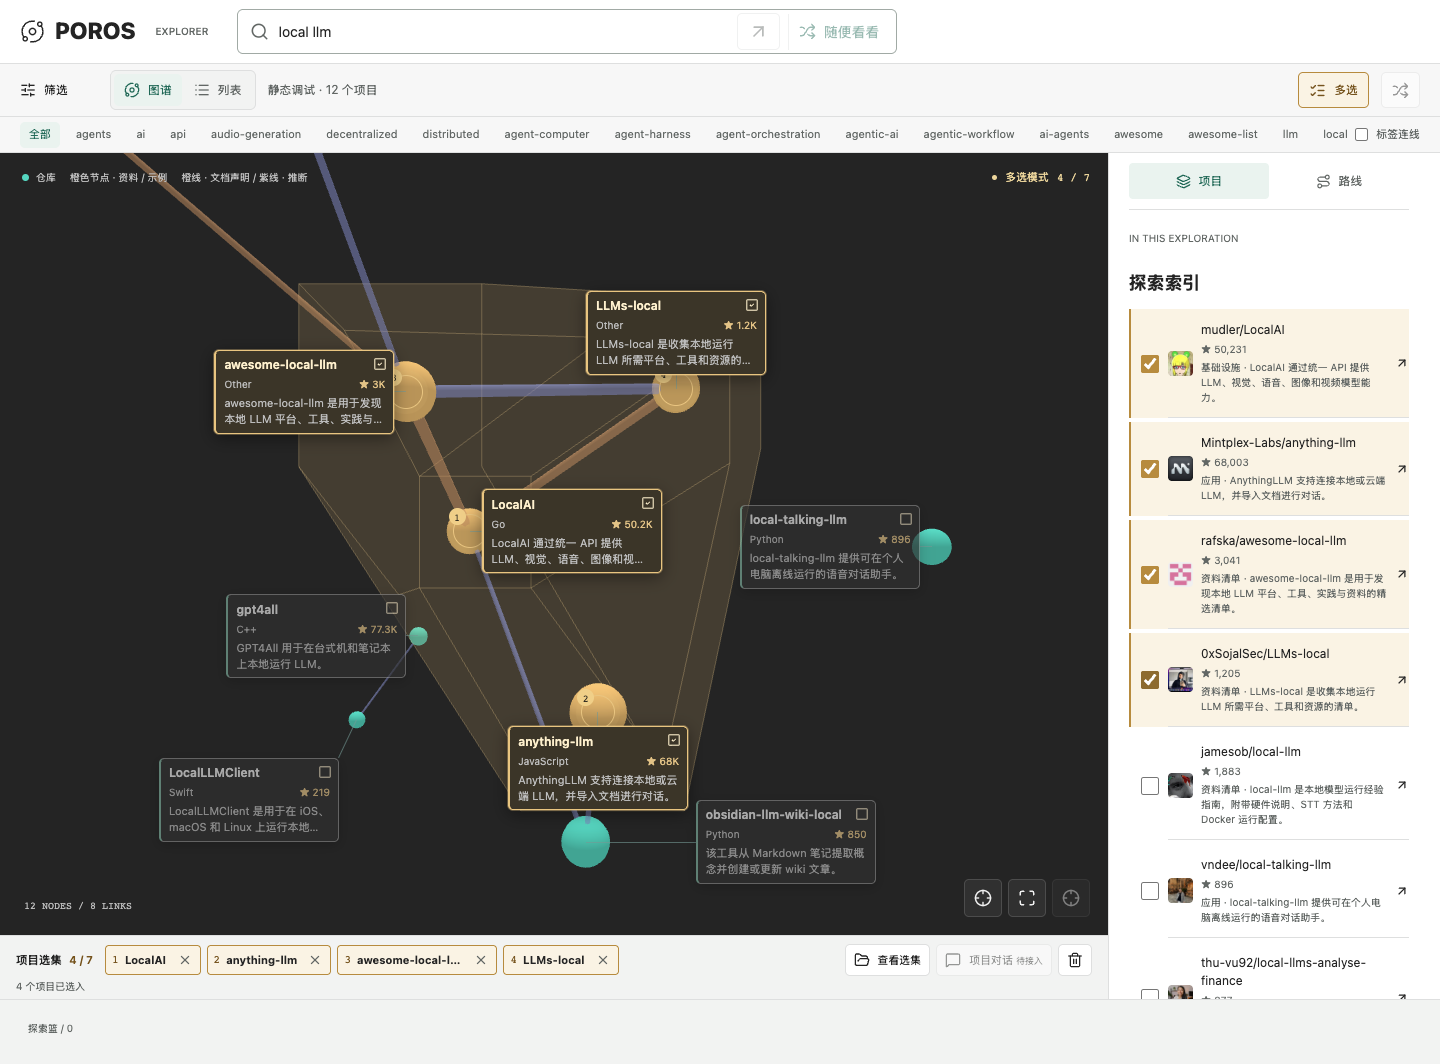 POROS
EXPLORER
local llm
随便看看
筛选
图谱
列表
静态调试 · 12 个项目
多选
全部
agents
ai
api
audio-generation
decentralized
distributed
agent-computer
agent-harness
agent-orchestration
agentic-ai
agentic-workflow
ai-agents
awesome
awesome-list
llm
local
标签连线
仓库
橙色节点 · 资料 / 示例
橙线 · 文档声明 / 紫线 · 推断
多选模式 4 / 7
LLMs-local
Other
1.2K
LLMs-local 是收集本地运行
LLM 所需平台、工具和资源的...
awesome-local-llm
Other
3K
awesome-local-llm 是用于发现
本地 LLM 平台、工具、实践与...
1
LocalAI
Go
50.2K
LocalAI 通过统一 API 提供
LLM、视觉、语音、图像和视...
local-talking-llm
Python
896
local-talking-llm 提供可在个人
电脑离线运行的语音对话助手。
gpt4all
C++
77.3K
GPT4All 用于在台式机和笔记本
上本地运行 LLM。
2
anything-llm
JavaScript
68K
AnythingLLM 支持连接本地或云
端 LLM，并导入文档进行对话。
LocalLLMClient
Swift
219
LocalLLMClient 是用于在 iOS、
macOS 和 Linux 上运行本地...
obsidian-llm-wiki-local
Python
850
该工具从 Markdown 笔记提取概
念并创建或更新 wiki 文章。
12 NODES / 8 LINKS
项目
路线
IN THIS EXPLORATION
探索索引
mudler/LocalAI
50,231
基础设施 · LocalAI 通过统一 API 提供
LLM、视觉、语音、图像和视频模型能
力。
Mintplex-Labs/anything-llm
68,003
应用 · AnythingLLM 支持连接本地或云端
LLM，并导入文档进行对话。
rafska/awesome-local-llm
3,041
资料清单 · awesome-local-llm 是用于发
现本地 LLM 平台、工具、实践与资料的精
选清单。
0xSojalSec/LLMs-local
1,205
资料清单 · LLMs-local 是收集本地运行
LLM 所需平台、工具和资源的清单。
jamesob/local-llm
1,883
资料清单 · local-llm 是本地模型运行经验
指南，附带硬件说明、STT 方法和
Docker 运行配置。
vndee/local-talking-llm
896
应用 · local-talking-llm 提供可在个人电
脑离线运行的语音对话助手。
thu-vu92/local-llms-analyse-
finance
项目选集 4 / 7
1 LocalAI
2 anything-llm
3 awesome-local-l...
4 LLMs-local
查看选集
项目对话 待接入
4 个项目已选入
探索篮 / 0